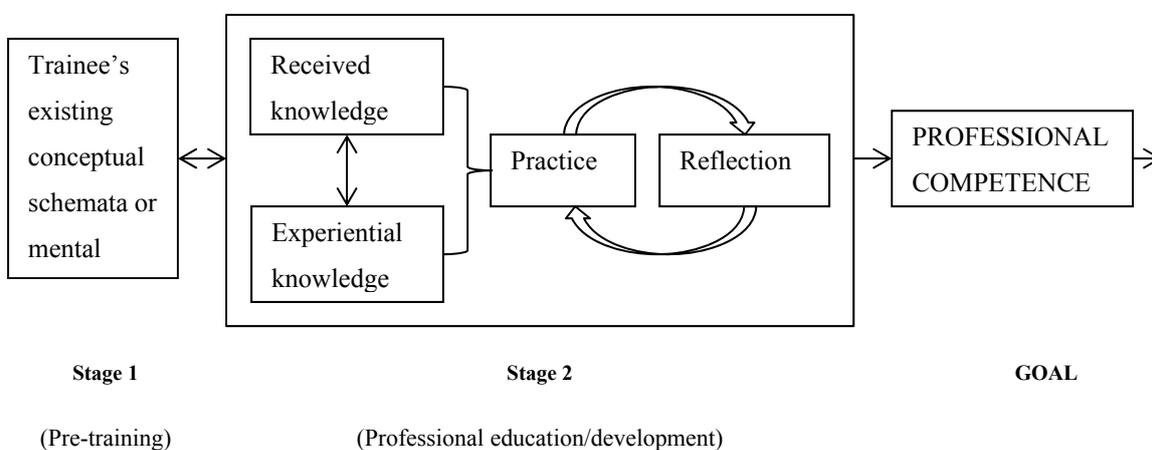 Trainee’s
existing
conceptual
schemata or
mental
Received
knowledge
Experiential
knowledge
Practice
Reflection
PROFESSIONAL
COMPETENCE
Stage 1
Stage 2
GOAL
(Pre-training)
(Professional education/development)